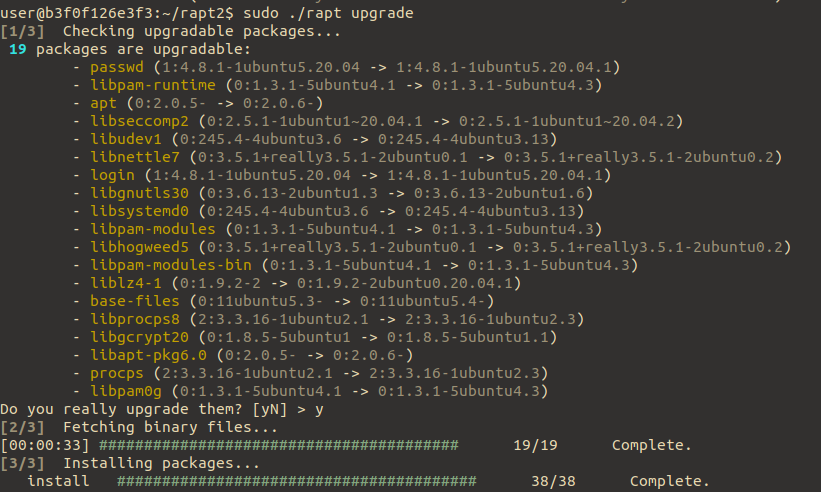 user@b3f0f126e3f3:~/rapt2$ sudo ./rapt upgrade
[1/3]  Checking upgradable packages...
 19 packages are upgradable:
        - passwd (1:4.8.1-1ubuntu5.20.04 -> 1:4.8.1-1ubuntu5.20.04.1)
        - libpam-runtime (0:1.3.1-5ubuntu4.1 -> 0:1.3.1-5ubuntu4.3)
        - apt (0:2.0.5- -> 0:2.0.6-)
        - libseccomp2 (0:2.5.1-1ubuntu1~20.04.1 -> 0:2.5.1-1ubuntu1~20.04.2)
        - libudev1 (0:245.4-4ubuntu3.6 -> 0:245.4-4ubuntu3.13)
        - libnettle7 (0:3.5.1+really3.5.1-2ubuntu0.1 -> 0:3.5.1+really3.5.1-2ubuntu0.2)
        - login (1:4.8.1-1ubuntu5.20.04 -> 1:4.8.1-1ubuntu5.20.04.1)
        - libgnutls30 (0:3.6.13-2ubuntu1.3 -> 0:3.6.13-2ubuntu1.6)
        - libsystemd0 (0:245.4-4ubuntu3.6 -> 0:245.4-4ubuntu3.13)
        - libpam-modules (0:1.3.1-5ubuntu4.1 -> 0:1.3.1-5ubuntu4.3)
        - libhogweed5 (0:3.5.1+really3.5.1-2ubuntu0.1 -> 0:3.5.1+really3.5.1-2ubuntu0.2)
        - libpam-modules-bin (0:1.3.1-5ubuntu4.1 -> 0:1.3.1-5ubuntu4.3)
        - liblz4-1 (0:1.9.2-2 -> 0:1.9.2-2ubuntu0.20.04.1)
        - base-files (0:11ubuntu5.3- -> 0:11ubuntu5.4-)
        - libprocps8 (2:3.3.16-1ubuntu2.1 -> 2:3.3.16-1ubuntu2.3)
        - libgcrypt20 (0:1.8.5-5ubuntu1 -> 0:1.8.5-5ubuntu1.1)
        - libapt-pkg6.0 (0:2.0.5- -> 0:2.0.6-)
        - procps (2:3.3.16-1ubuntu2.1 -> 2:3.3.16-1ubuntu2.3)
        - libpam0g (0:1.3.1-5ubuntu4.1 -> 0:1.3.1-5ubuntu4.3)
Do you really upgrade them? [yN] > y
[2/3]  Fetching binary files...
[00:00:33] ########################################      19/19      Complete.
[3/3]  Installing packages...
   install   ########################################      38/38      Complete.